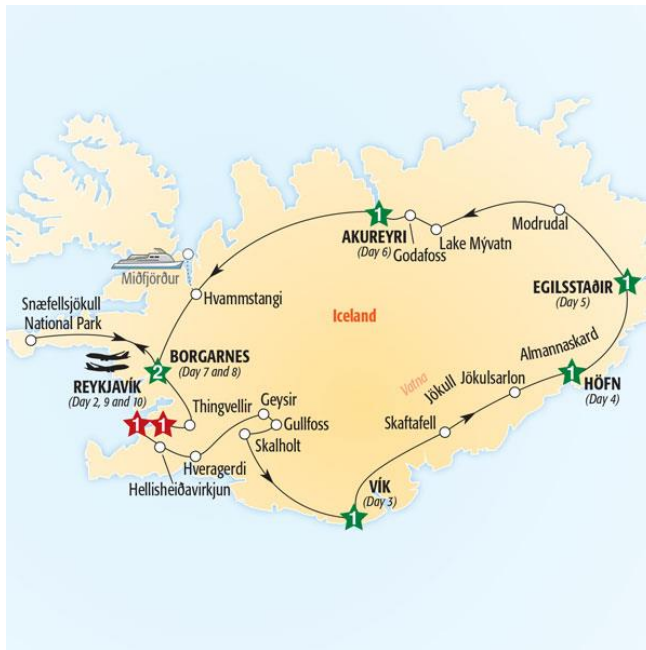 1
AKUREYRI
(Day 6)
Godafoss
Lake Mývatn
Modrudal
EGILSSTAÐIR
(Day 5)
1
Miðfjörður
Hvammstangi
Iceland
Snæfellsjökull
National Park
BORGARNES
(Day 7 and 8)
2
REYKJAVÍK
(Day 2, 9 and 10)
1
1
Thingvellir
Geysir
Gullfoss
Skalholt
Hveragerdi
Hellisheiðavirkjun
Almannaskard
1
HÖFN
(Day 4)
Vatna
Jökull
Jökulsarlon
Skaftafell
VÍK
(Day 3)
1